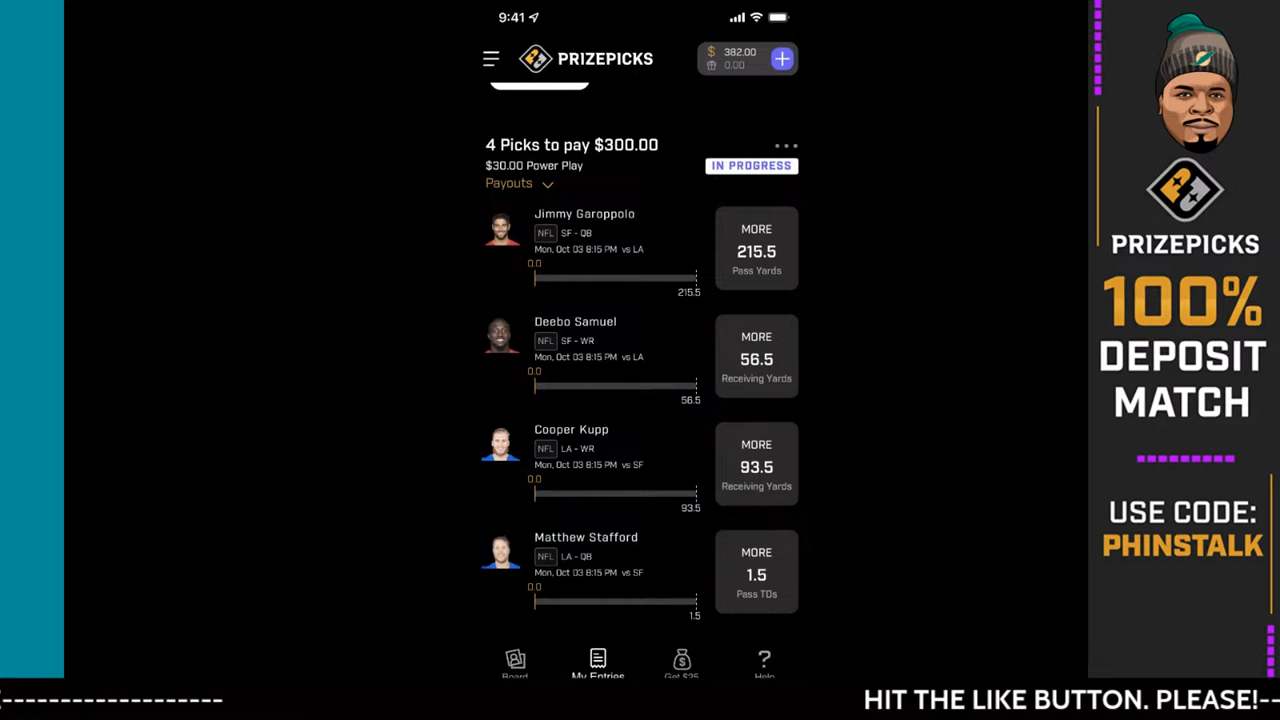 9:41
PRIZEPICKS
$ 382.00
0.00
4 Picks to pay $300.00
$30.00 Power Play
IN PROGRESS
Payouts
Jimmy Garoppolo
NFL SF - QB
Mon, Oct 03 8:15 PM vs LA
0.0
215.5
MORE
215.5
Pass Yards
Deebo Samuel
NFL SF - WR
Mon, Oct 03 8:15 PM vs LA
0.0
56.5
MORE
56.5
Receiving Yards
Cooper Kupp
NFL LA - WR
Mon, Oct 03 8:15 PM vs SF
0.0
93.5
MORE
93.5
Receiving Yards
Matthew Stafford
NFL LA - QB
Mon, Oct 03 8:15 PM vs SF
0.0
1.5
MORE
1.5
Pass TDs
Board
My Entries
Get $25
Help
PRIZEPICKS
100%
DEPOSIT
MATCH
USE CODE:
PHINSTALK
HIT THE LIKE BUTTON. PLEASE!--